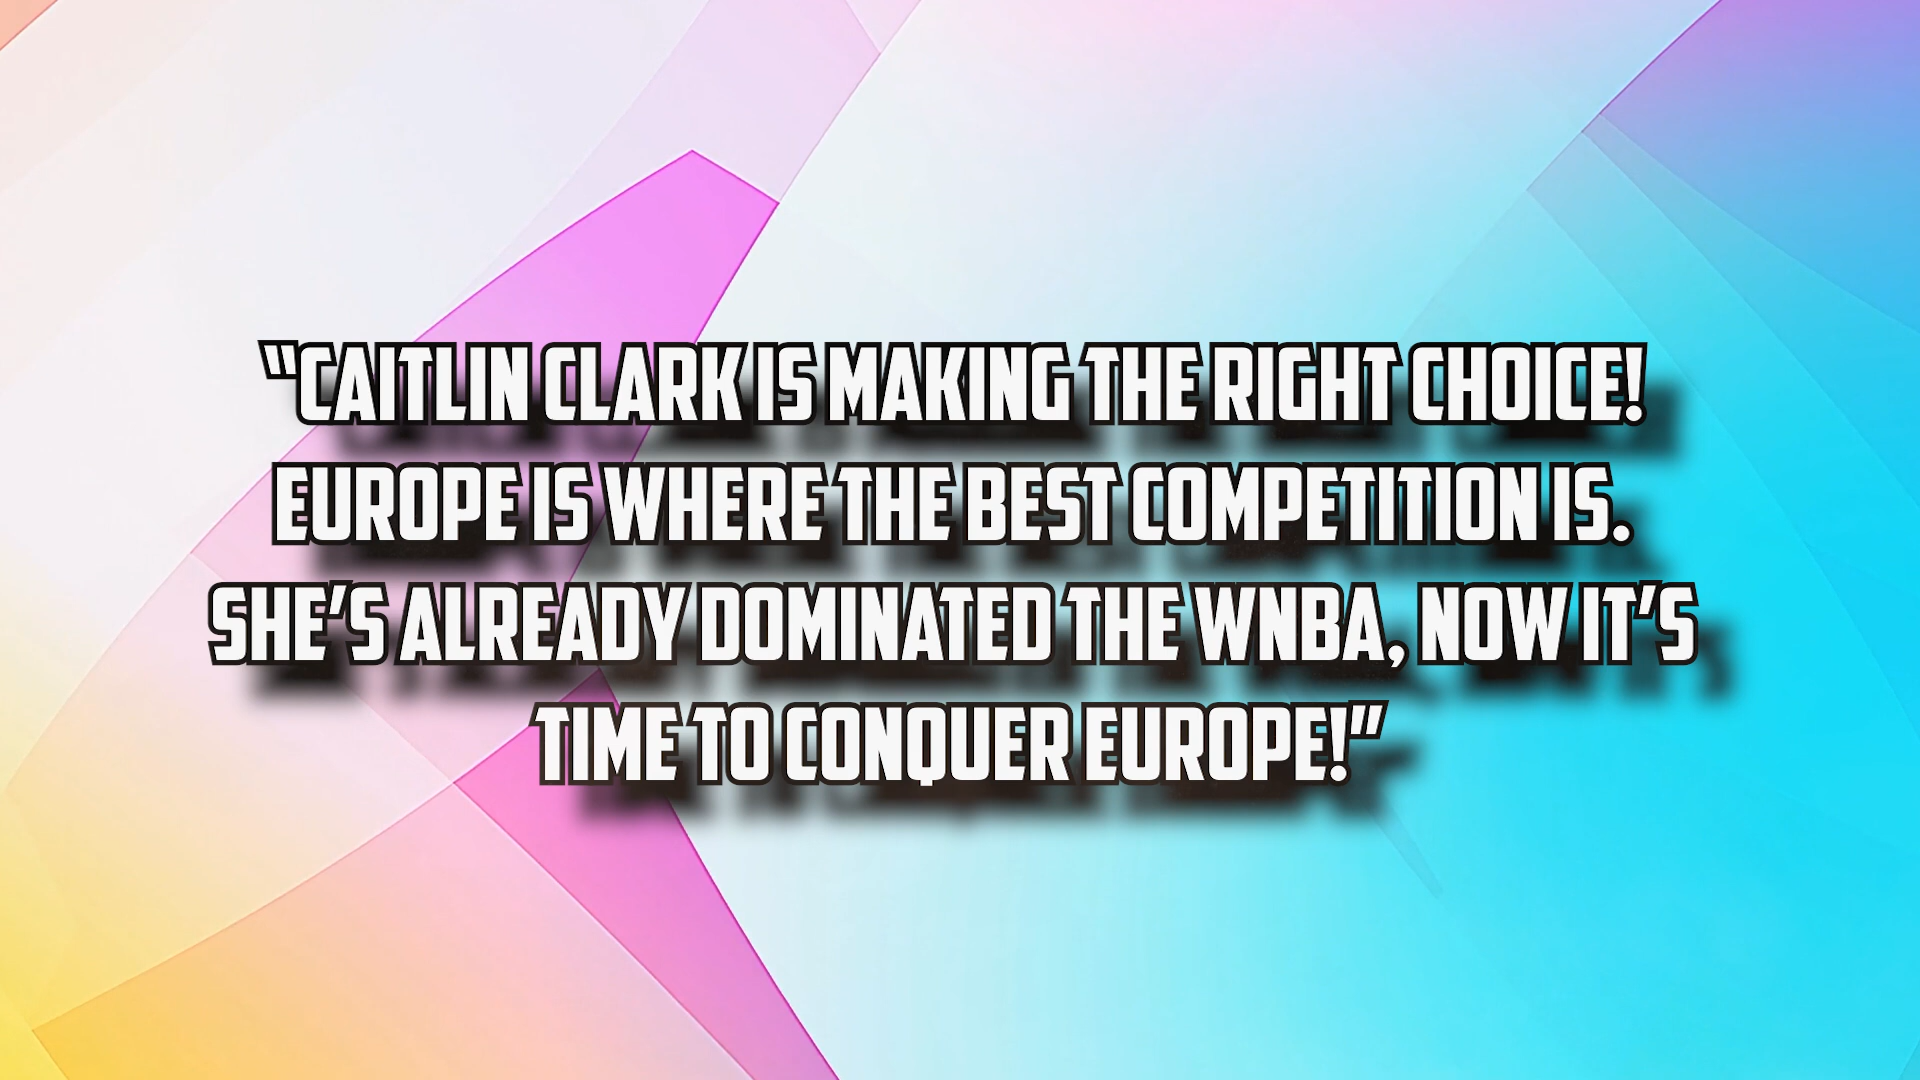 “CAITLIN CLARK IS MAKING THE RIGHT CHOICE!
EUROPE IS WHERE THE BEST COMPETITION IS.
SHE’S ALREADY DOMINATED THE WNBA, NOW IT’S
TIME TO CONQUER EUROPE!”